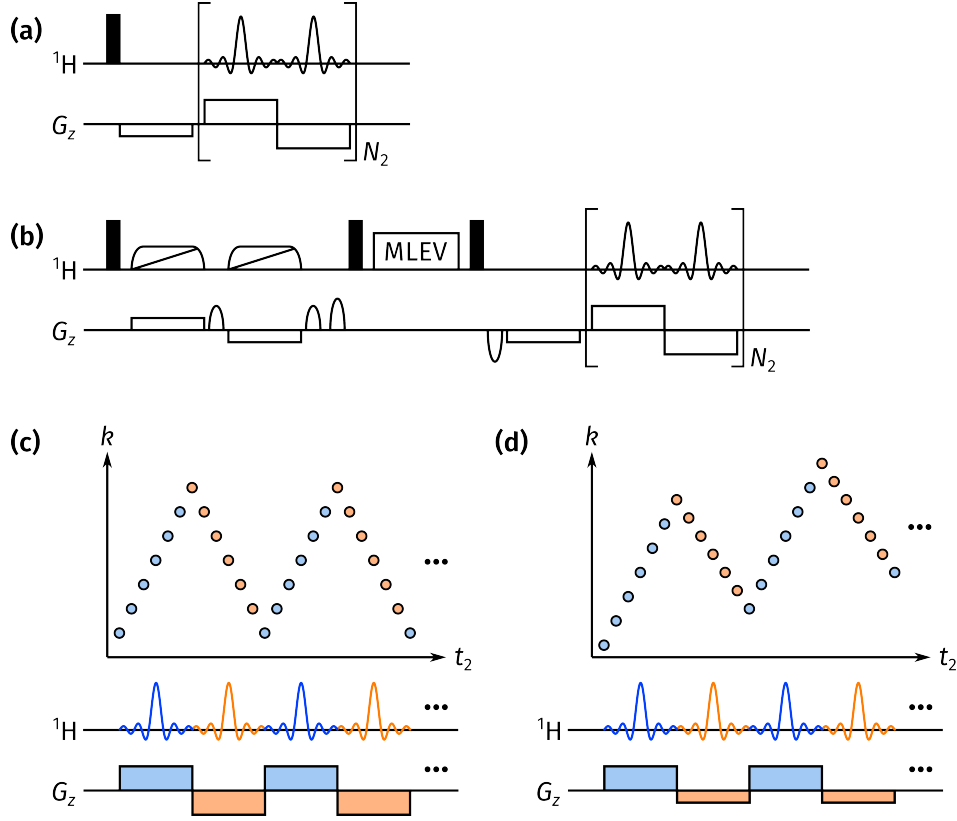 (a)
¹H
G_z
N₂
(b)
¹H
MLEV
G_z
N₂
(c)
k
•••
t₂
¹H
•••
G_z
•••
(d)
k
•••
t₂
¹H
•••
G_z
•••